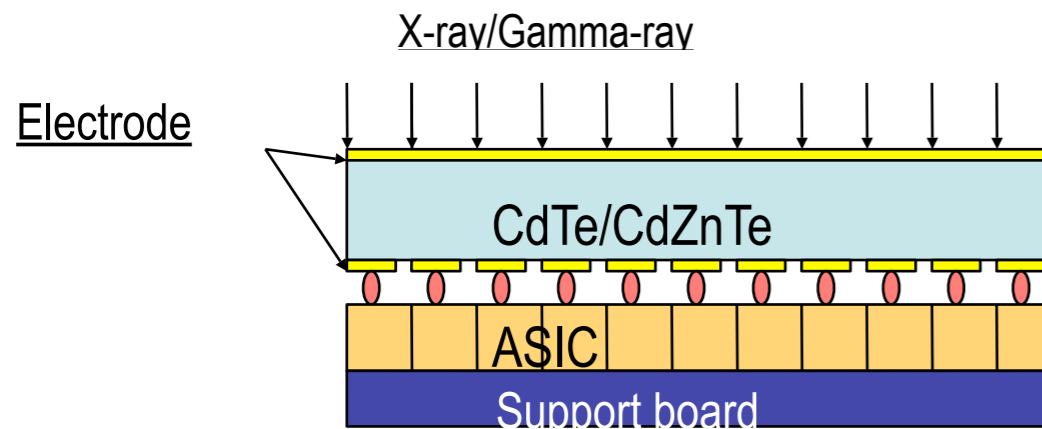 X-ray/Gamma-ray
Electrode
CdTe/CdZnTe
ASIC
Support board